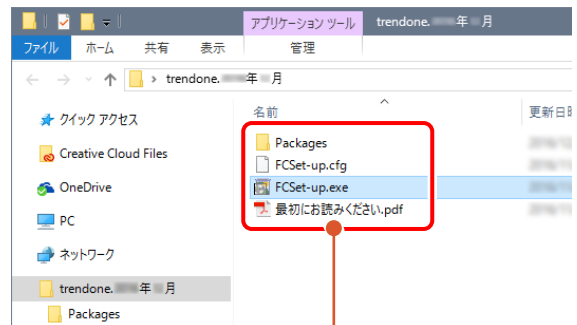 アプリケーション ツール
trendone. 年 月
ファイル ホーム 共有 表示 管理
trendone. 年 月
名前
更新日時
クイック アクセス
Packages
Creative Cloud Files
FCSet-up.cfg
OneDrive
FCSet-up.exe
PC
最初にお読みください.pdf
ネットワーク
trendone. 年 月
Packages